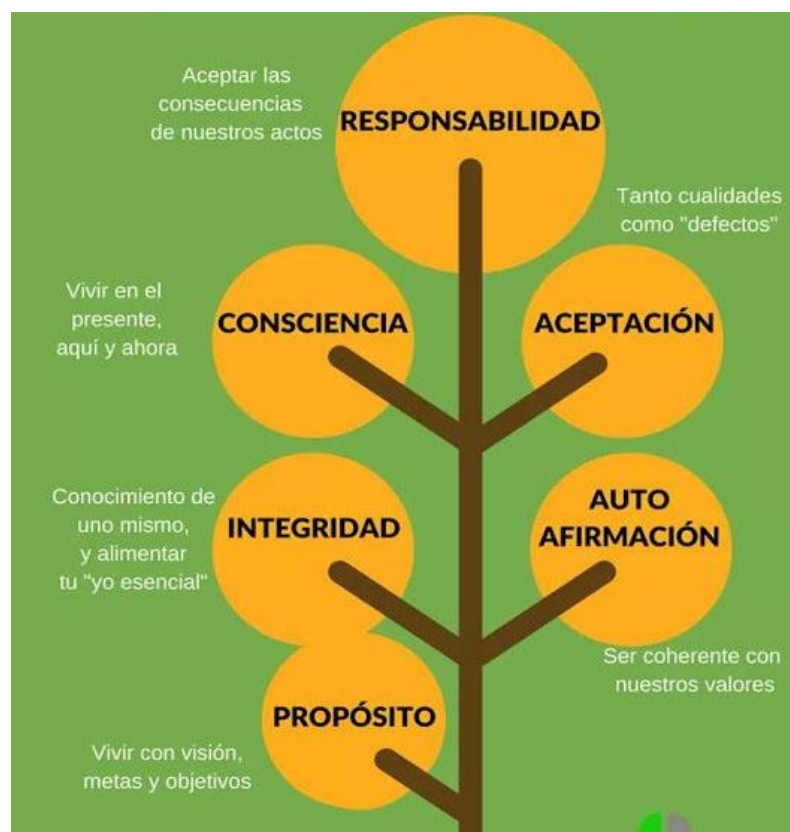 Aceptar las
consecuencias
de nuestros actos
RESPONSABILIDAD
Tanto cualidades
como "defectos"
Vivir en el
presente,
aquí y ahora
CONSCIENCIA
ACEPTACIÓN
Conocimiento de
uno mismo,
y alimentar
tu "yo esencial"
INTEGRIDAD
AUTO
AFIRMACIÓN
Ser coherente con
nuestros valores
PROPÓSITO
Vivir con visión,
metas y objetivos